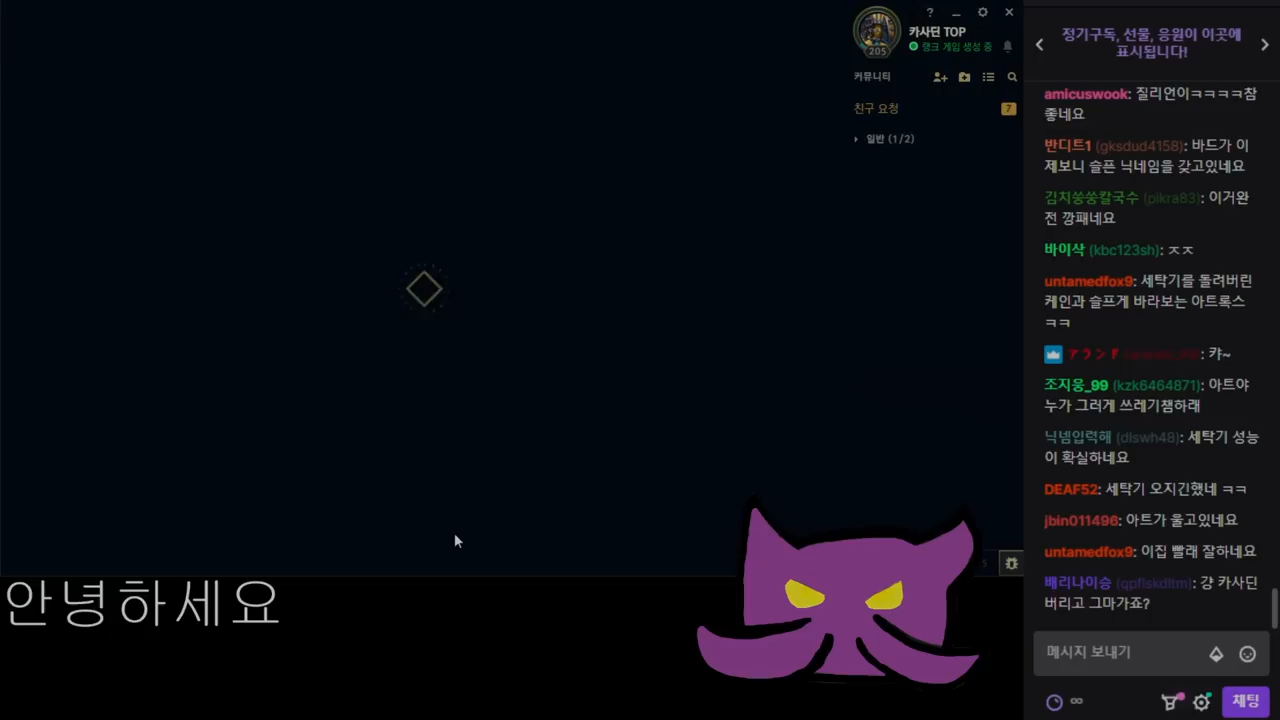 카사딘 TOP
205
랭크 게임 생성 중
커뮤니티
친구 요청
7
일반 (1/2)
안녕하세요
정기구독, 선물, 응원이 이곳에
표시됩니다!
amicuswook: 질리언이ㅋㅋㅋㅋ참
좋네요
반디트1 (gksdud4158): 바드가 이
제보니 슬픈 닉네임을 갖고있네요
김치쑹쑹칼국수 (pikra83): 이거완
전 깡패네요
바이삭 (kbc123sh): ㅈㅈ
untamedfox9: 세탁기를 돌려버린
케인과 슬프게 바라보는 아트록스
ㅋㅋ
: 캬~
조지웅_99 (kzk6464871): 아트야
누가 그러게 쓰레기챔하래
닉넴입력해 (dlswh48): 세탁기 성능
이 확실하네요
DEAF52: 세탁기 오지긴했네 ㅋㅋ
jbin011496: 아트가 울고있네요
untamedfox9: 이집 빨래 잘하네요
배리나이승 (qpflskdltm): 걍 카사딘
버리고 그마가죠?
메시지 보내기
채팅